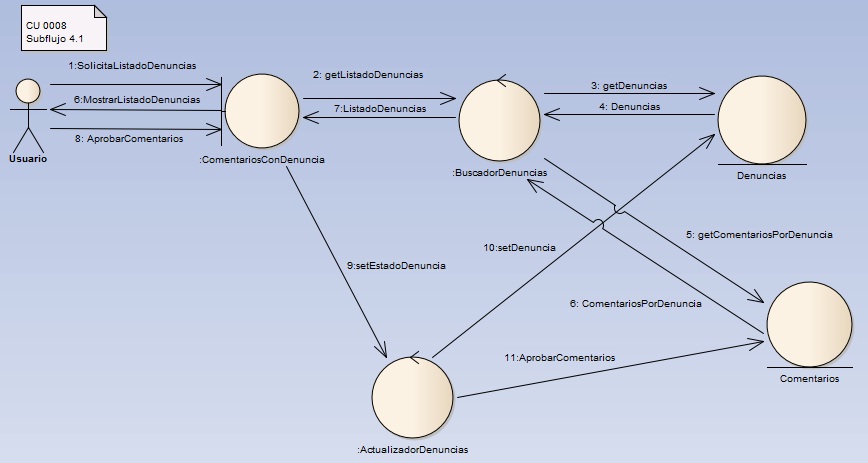 CU 0008
Subflujo 4.1
1:SolicitaListadoDenuncias
6:MostrarListadoDenuncias
8: AprobarComentarios
Usuario
:ComentariosConDenuncia
2: getListadoDenuncias
7:ListadoDenuncias
:BuscadorDenuncias
3: getDenuncias
4: Denuncias
Denuncias
5: getComentariosPorDenuncia
10:setDenuncia
9:setEstadoDenuncia
6: ComentariosPorDenuncia
11:AprobarComentarios
Comentarios
:ActualizadorDenuncias